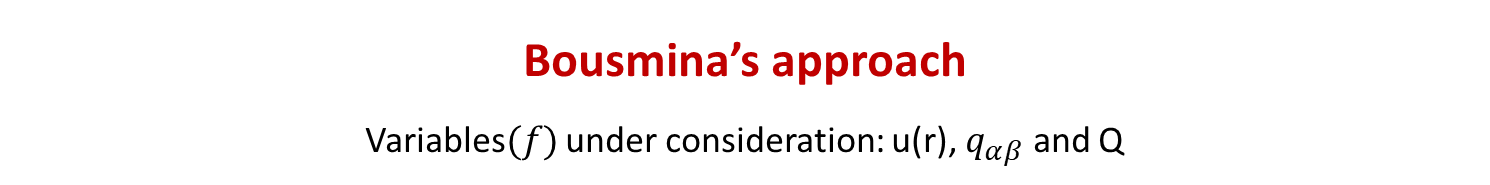 Bousmina’s approach
Variables(𝑓) under consideration: u(r), 𝑞𝛼𝛽 and Q